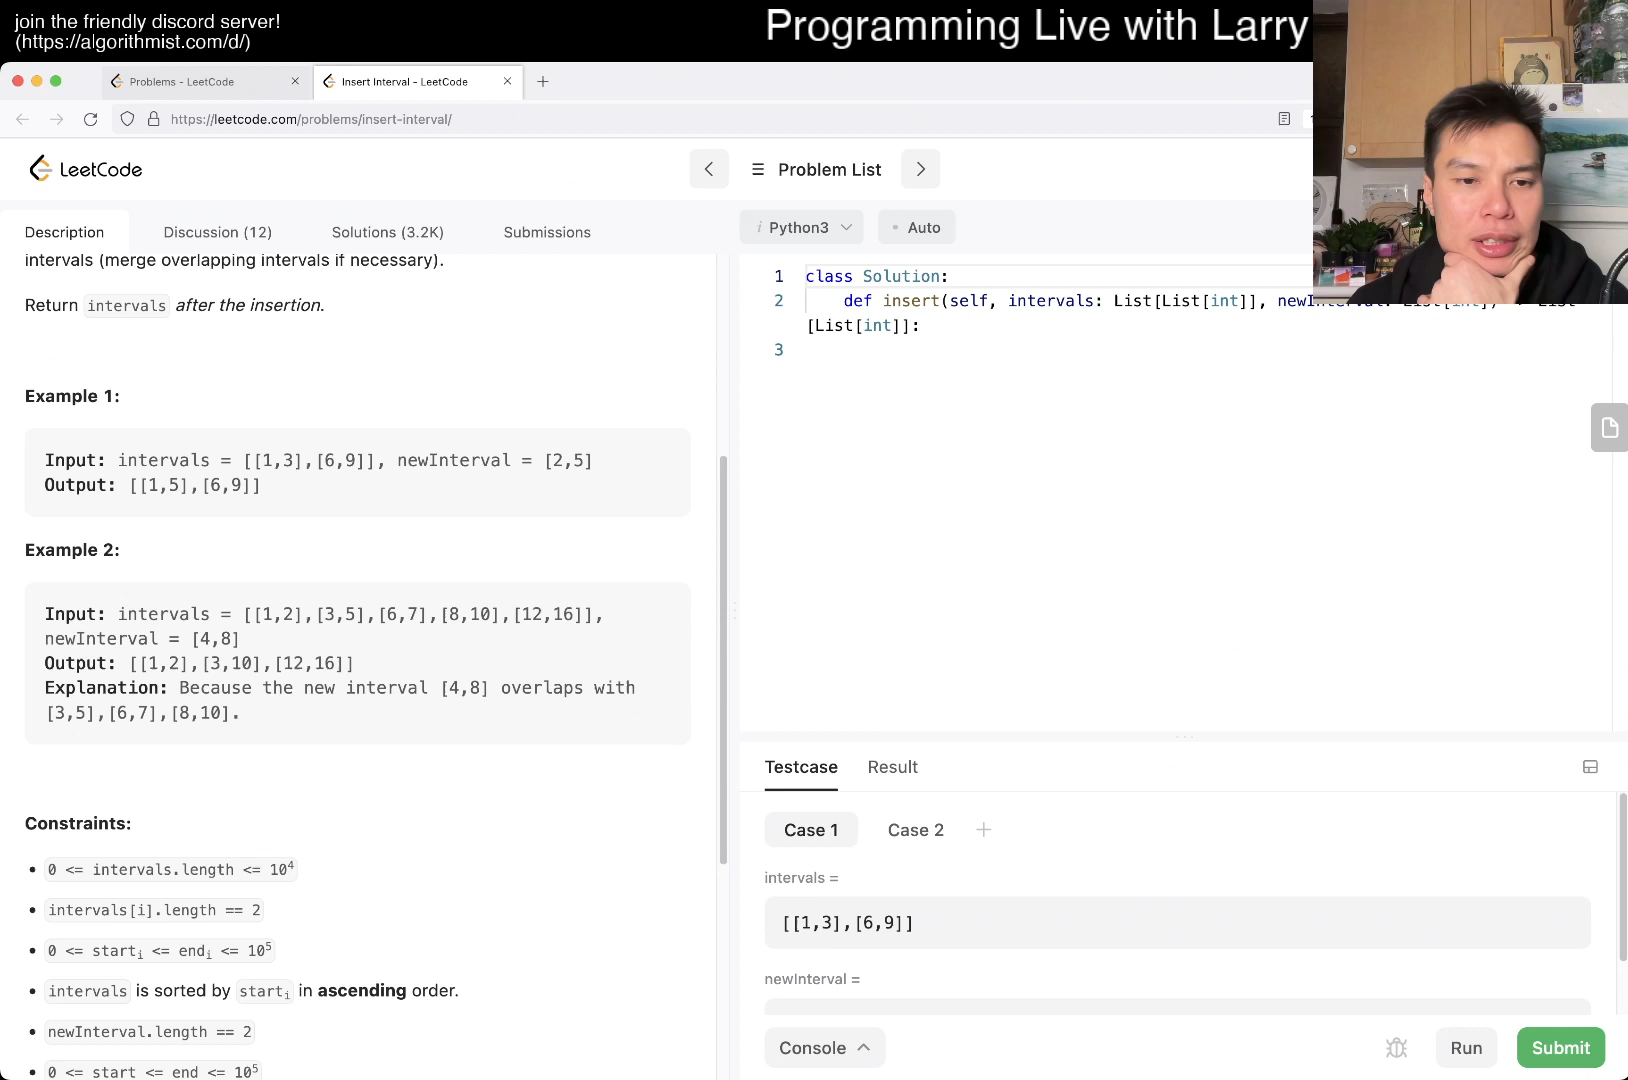 join the friendly discord server!
(https://algorithmist.com/d/)
Programming Live with Larry
Problems - LeetCode
Insert Interval - LeetCode
https://leetcode.com/problems/insert-interval/
LeetCode
Problem List
Description
Discussion (12)
Solutions (3.2K)
Submissions
i Python3
Auto
intervals (merge overlapping intervals if necessary).
Return intervals after the insertion.
Example 1:
Input: intervals = [[1,3],[6,9]], newInterval = [2,5]
Output: [[1,5],[6,9]]
Example 2:
Input: intervals = [[1,2],[3,5],[6,7],[8,10],[12,16]],
newInterval = [4,8]
Output: [[1,2],[3,10],[12,16]]
Explanation: Because the new interval [4,8] overlaps with
[3,5],[6,7],[8,10].
Constraints:
• 0 <= intervals.length <= 10⁴
• intervals[i].length == 2
• 0 <= startᵢ <= endᵢ <= 10⁵
• intervals is sorted by startᵢ in ascending order.
• newInterval.length == 2
• 0 <= start <= end <= 10⁵
1 class Solution:
2 def insert(self, intervals: List[List[int]], newInterval: List[int]) -> List
[List[int]]:
3
Testcase
Result
Case 1
Case 2
intervals =
[[1,3],[6,9]]
newInterval =
Console
Run
Submit